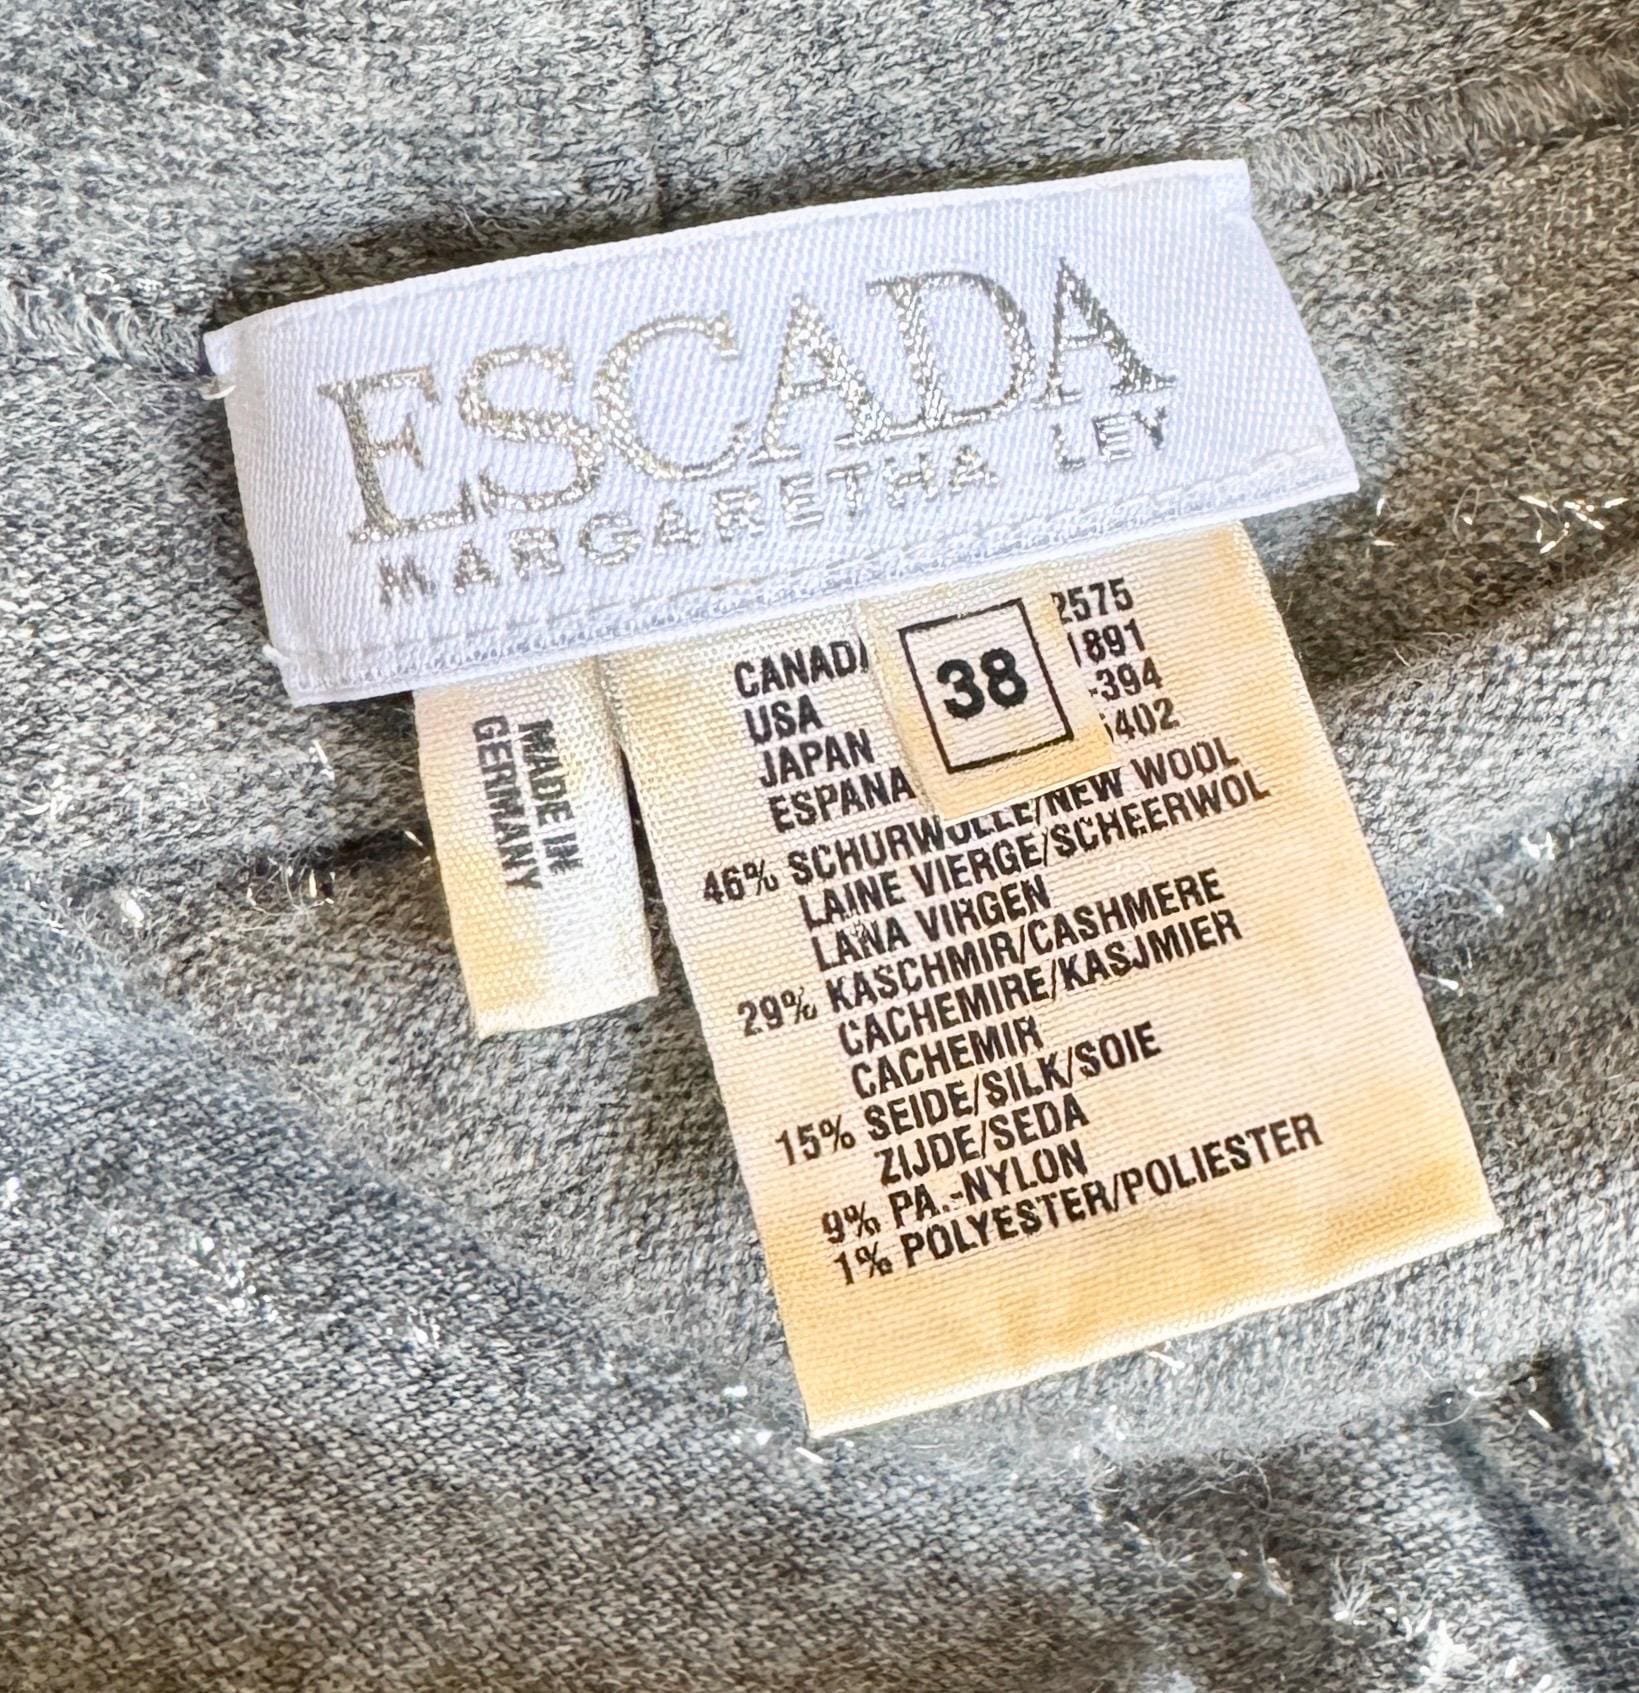 ESCADA
MARGARETHA LEY
MADE IN
GERMANY
38
2575
USA 1891
JAPAN -394
ESPANA 402
46% SCHURWOLLE/NEW WOOL
LAINE VIERGE/SCHEERWOL
LANA VIRGEN
29% KASCHMIR/CASHMERE
CACHEMIRE/KASJMIER
CACHEMIR
15% SEIDE/SILK/SOIE
ZIJDE/SEDA
9% PA.-NYLON
1% POLYESTER/POLIESTER